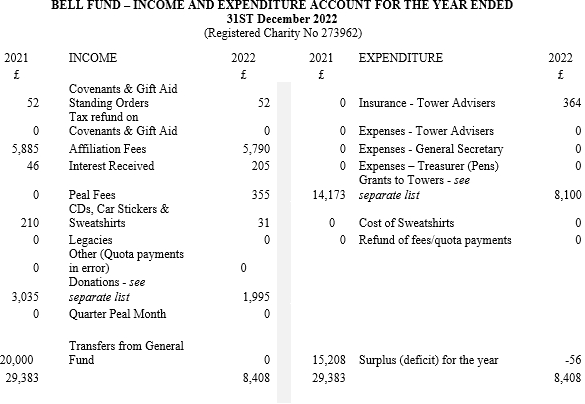 BELL FUND – INCOME AND EXPENDITURE ACCOUNT FOR THE YEAR ENDED
31ST December 2022
(Registered Charity No 273962)
2021 INCOME 2022 2021 EXPENDITURE 2022
£ £ £ £
Covenants & Gift Aid
52 Standing Orders 52 0 Insurance - Tower Advisers 364
Tax refund on
0 Covenants & Gift Aid 0 0 Expenses - Tower Advisers 0
5,885 Affiliation Fees 5,790 0 Expenses - General Secretary 0
46 Interest Received 205 0 Expenses – Treasurer (Pens) 0
Grants to Towers - see
0 Peal Fees 355 14,173 separate list 8,100
CDs, Car Stickers &
210 Sweatshirts 31 0 Cost of Sweatshirts 0
0 Legacies 0 0 Refund of fees/quota payments 0
Other (Quota payments
0 in error) 0
Donations - see
3,035 separate list 1,995
0 Quarter Peal Month 0
Transfers from General
20,000 Fund 0 15,208 Surplus (deficit) for the year -56
29,383 8,408 29,383 8,408